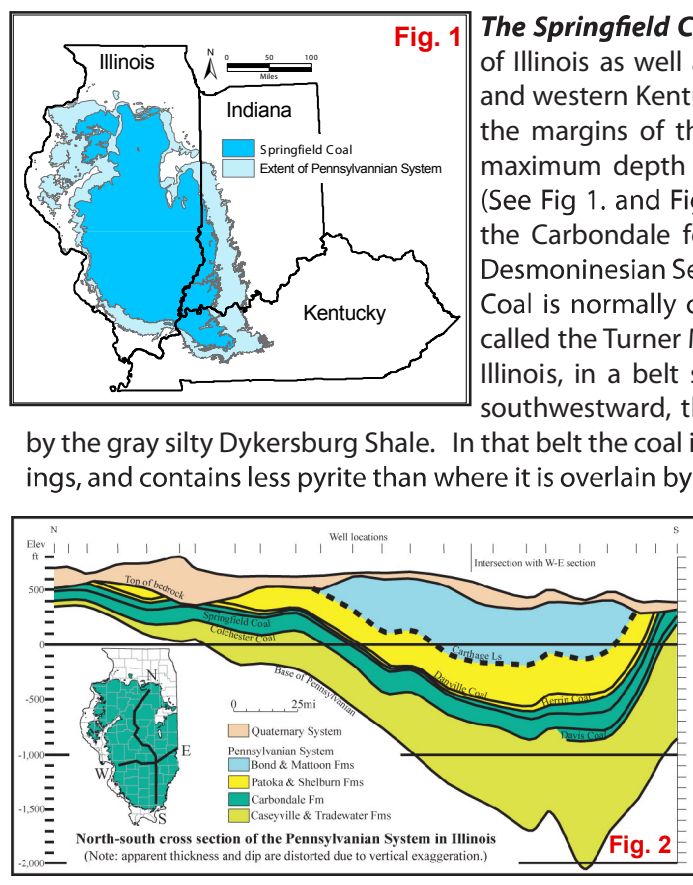 Fig. 1
N
0 50 100
Miles
Illinois
Indiana
Springfield Coal
Extent of Pennsylvannian System
Kentucky
The Springfield C
of Illinois as well
and western Kentu
the margins of th
maximum depth
(See Fig 1. and Fig
the Carbondale f
Desmoninesian Se
Coal is normally
called the Turner M
Illinois, in a belt s
southwestward, th
by the gray silty Dykersburg Shale. In that belt the coal i
ings, and contains less pyrite than where it is overlain by
N
S
Elev
ft
Well locations
Intersection with W-E section
500
0
-500
-1,000
-1,500
-2,000
Top of bedrock
Springfield Coal
Colchester Coal
Base of Pennsylvanian
Carthage Ls
Danville Coal
Herrin Coal
Davis Coal
N
E
W
S
0 25mi
Quaternary System
Pennsylvanian System
Bond & Mattoon Fms
Patoka & Shelburn Fms
Carbondale Fm
Caseyville & Tradewater Fms
North-south cross section of the Pennsylvanian System in Illinois
(Note: apparent thickness and dip are distorted due to vertical exaggeration.)
Fig. 2